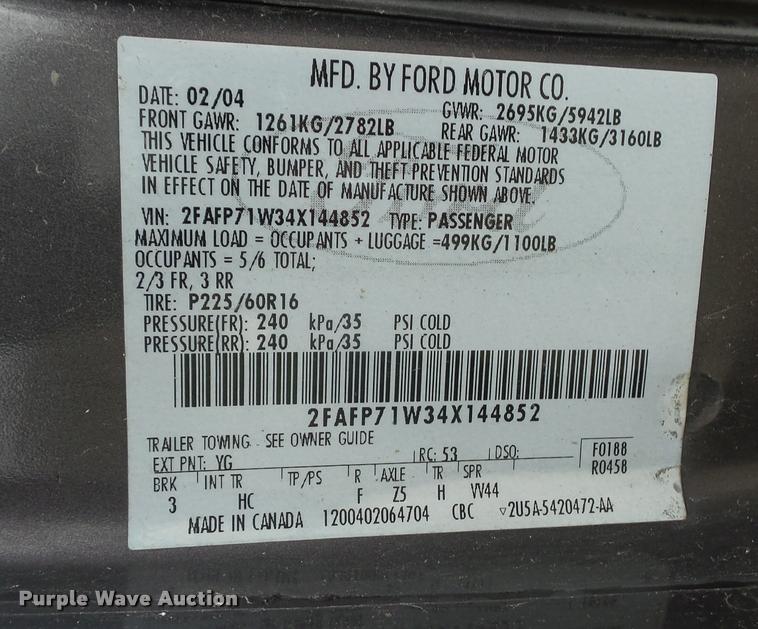 MFD. BY FORD MOTOR CO.
DATE: 02/04
GVWR: 2695KG/5942LB
FRONT GAWR: 1261KG/2782LB
REAR GAWR: 1433KG/3160LB
THIS VEHICLE CONFORMS TO ALL APPLICABLE FEDERAL MOTOR
VEHICLE SAFETY, BUMPER, AND THEFT PREVENTION STANDARDS
IN EFFECT ON THE DATE OF MANUFACTURE SHOWN ABOVE.
VIN: 2FAFP71W34X144852 TYPE: PASSENGER
MAXIMUM LOAD = OCCUPANTS + LUGGAGE =499KG/1100LB
OCCUPANTS = 5/6 TOTAL;
2/3 FR, 3 RR
TIRE: P225/60R16
PRESSURE(FR): 240 kPa/35 PSI COLD
PRESSURE(RR): 240 kPa/35 PSI COLD
2FAFP71W34X144852
TRAILER TOWING - SEE OWNER GUIDE
EXT PNT: YG RC: 53 DSO: F0188
R0458
BRK INT TR TP/PS R AXLE TR SPR
3 HC F Z5 H VV44
MADE IN CANADA 1200402064704 CBC ▽2U5A-5420472-AA
Purple Wave Auction